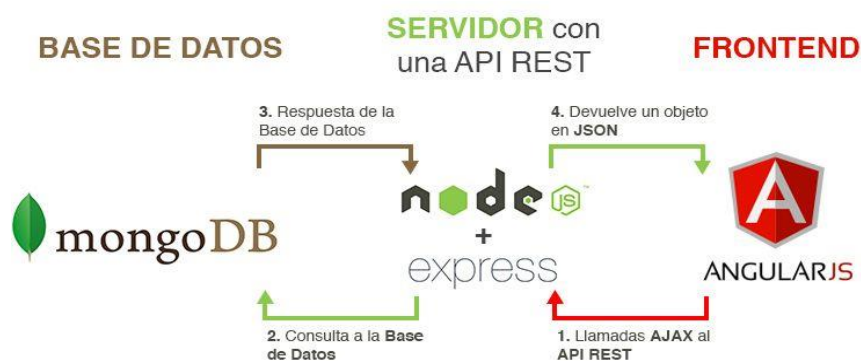 BASE DE DATOS
SERVIDOR con
una API REST
FRONTEND
3. Respuesta de la
Base de Datos
4. Devuelve un objeto
en JSON
mongoDB
node JS™
+
express
ANGULARJS
2. Consulta a la Base
de Datos
1. Llamadas AJAX al
API REST